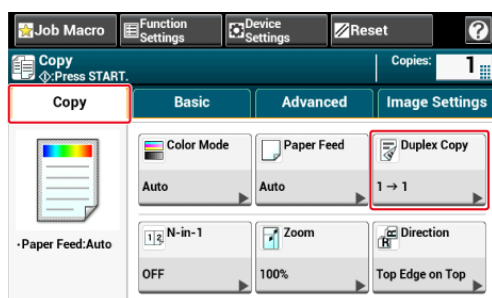 Job Macro
Function
Settings
Device
Settings
Reset
?
Copy
:Press START.
Copies:
1
Copy
Basic
Advanced
Image Settings
Color Mode
Auto
Paper Feed
Auto
Duplex Copy
1 → 1
·Paper Feed:Auto
1 2
N-in-1
OFF
Zoom
100%
R
Direction
Top Edge on Top